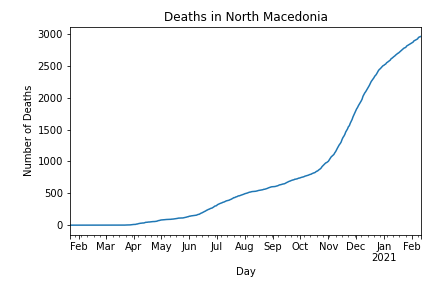 Deaths in North Macedonia
3000
2500
2000
1500
1000
500
0
Number of Deaths
Feb Mar Apr May Jun Jul Aug Sep Oct Nov Dec Jan Feb
2021
Day